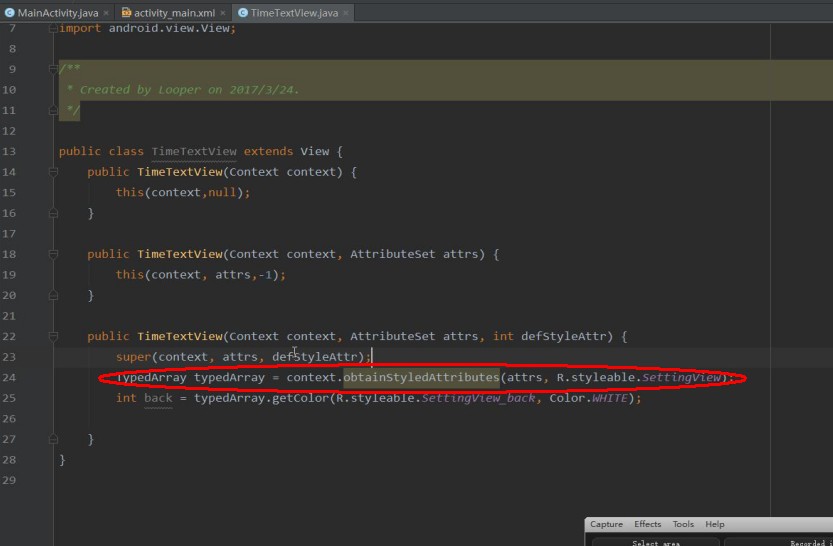 MainActivity.java × activity_main.xml × TimeTextView.java ×
7 import android.view.View;
8
9 /**
10 * Created by Looper on 2017/3/24.
11 */
12
13 public class TimeTextView extends View {
14 public TimeTextView(Context context) {
15 this(context,null);
16 }
17
18 public TimeTextView(Context context, AttributeSet attrs) {
19 this(context, attrs,-1);
20 }
21
22 public TimeTextView(Context context, AttributeSet attrs, int defStyleAttr) {
23 super(context, attrs, defStyleAttr);
24 TypedArray typedArray = context.obtainStyledAttributes(attrs, R.styleable.SettingView);
25 int back = typedArray.getColor(R.styleable.SettingView_back, Color.WHITE);
26
27 }
28 }
29
Capture Effects Tools Help
Select area Recorded